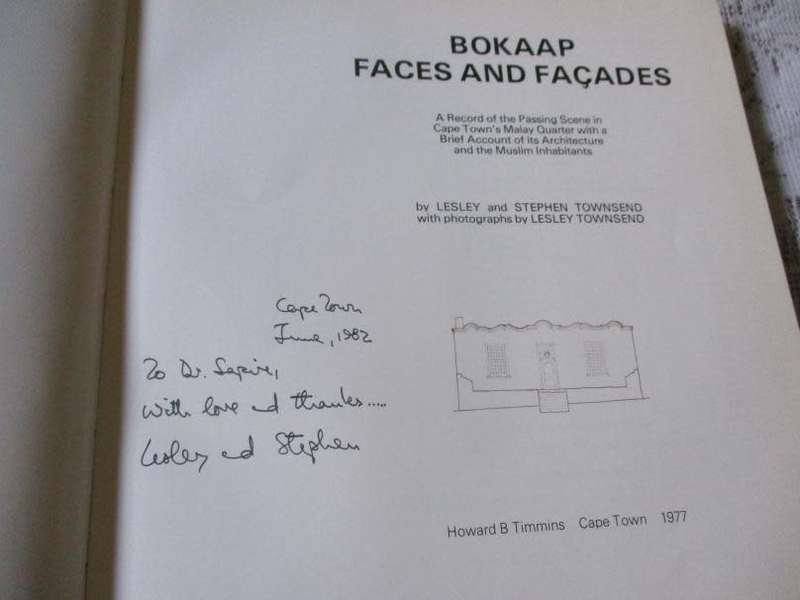 BOKAAP
FACES AND FAÇADES
A Record of the Passing Scene in
Cape Town's Malay Quarter with a
Brief Account of its Architecture
and the Muslim Inhabitants
by LESLEY and STEPHEN TOWNSEND
with photographs by LESLEY TOWNSEND
Cape Town
June, 1982
To Dr. Sapire,
With love and thanks.....
Lesley and Stephen
Howard B Timmins Cape Town 1977